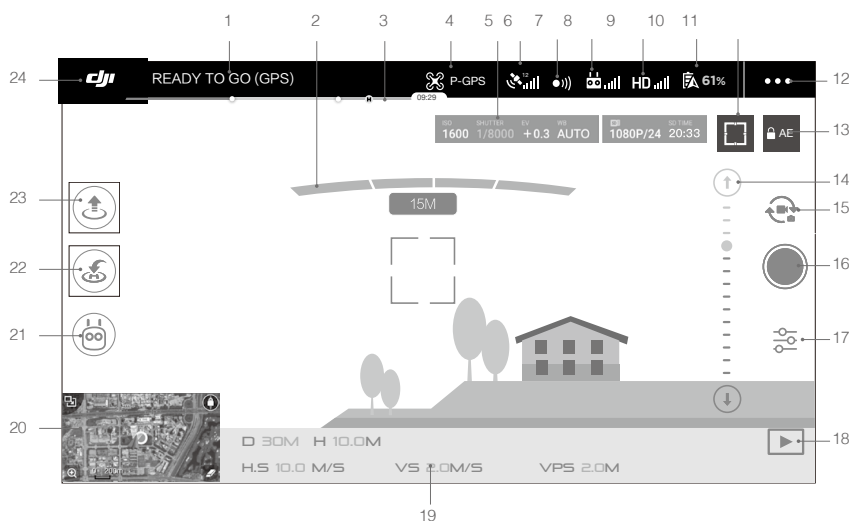 1 2 3 4 5 6 7 8 9 10 11
24 dji READY TO GO (GPS) P-GPS 12 HD 61% 12
H 09:29
ISO SHUTTER EV WB SD TIME
1600 1/8000 +0.3 AUTO 1080P/24 20:33 AE 13
14
23 15M 15
22 H 16
21 17
20 D 30M H 10.0M 18
200m
H.S 10.0 M/S VS 2.0M/S VPS 2.0M
19